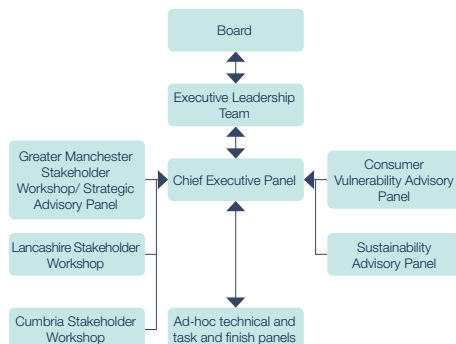 Board
Executive Leadership
Team
Greater Manchester
Stakeholder
Workshop/ Strategic
Advisory Panel
Chief Executive Panel
Consumer
Vulnerability Advisory
Panel
Lancashire Stakeholder
Workshop
Sustainability
Advisory Panel
Cumbria Stakeholder
Workshop
Ad-hoc technical and
task and finish panels